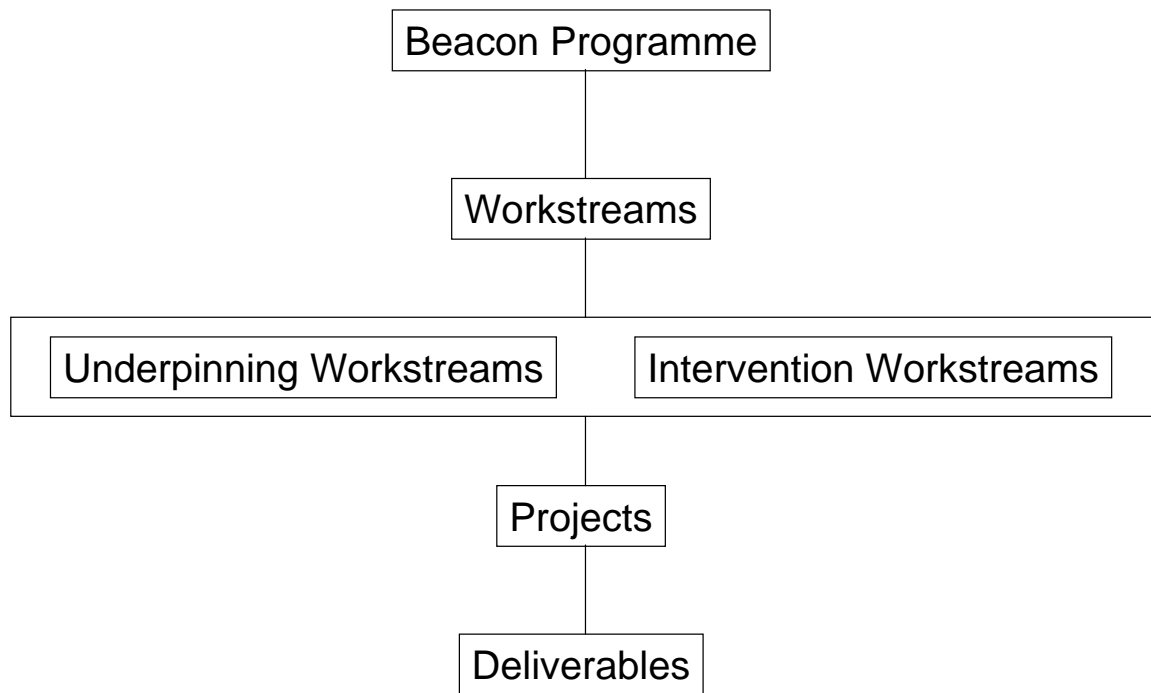 Beacon Programme
Workstreams
Underpinning Workstreams
Intervention Workstreams
Projects
Deliverables